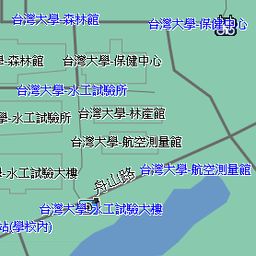 台灣大學-森林館
台灣大學-保健中心
學-森林館
台灣大學-保健中心
台灣大學-水工試驗所
學-水工試驗所
台灣大學-林產館
台灣大學-航空測量館
學-水工試驗大樓
台灣大學-航空測量館
舟山路
台灣大學-水工試驗大樓
站(學校內)